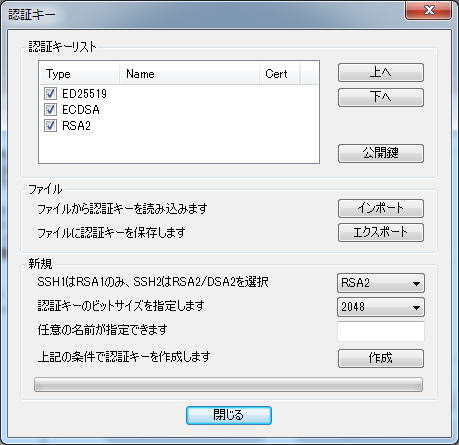 認証キー
認証キーリスト
Type Name Cert
ED25519
ECDSA
RSA2
上へ
下へ
公開鍵
ファイル
ファイルから認証キーを読み込みます インポート
ファイルに認証キーを保存します エクスポート
新規
SSH1はRSA1のみ、SSH2はRSA2/DSA2を選択 RSA2
認証キーのビットサイズを指定します 2048
任意の名前が指定できます
上記の条件で認証キーを作成します 作成
閉じる